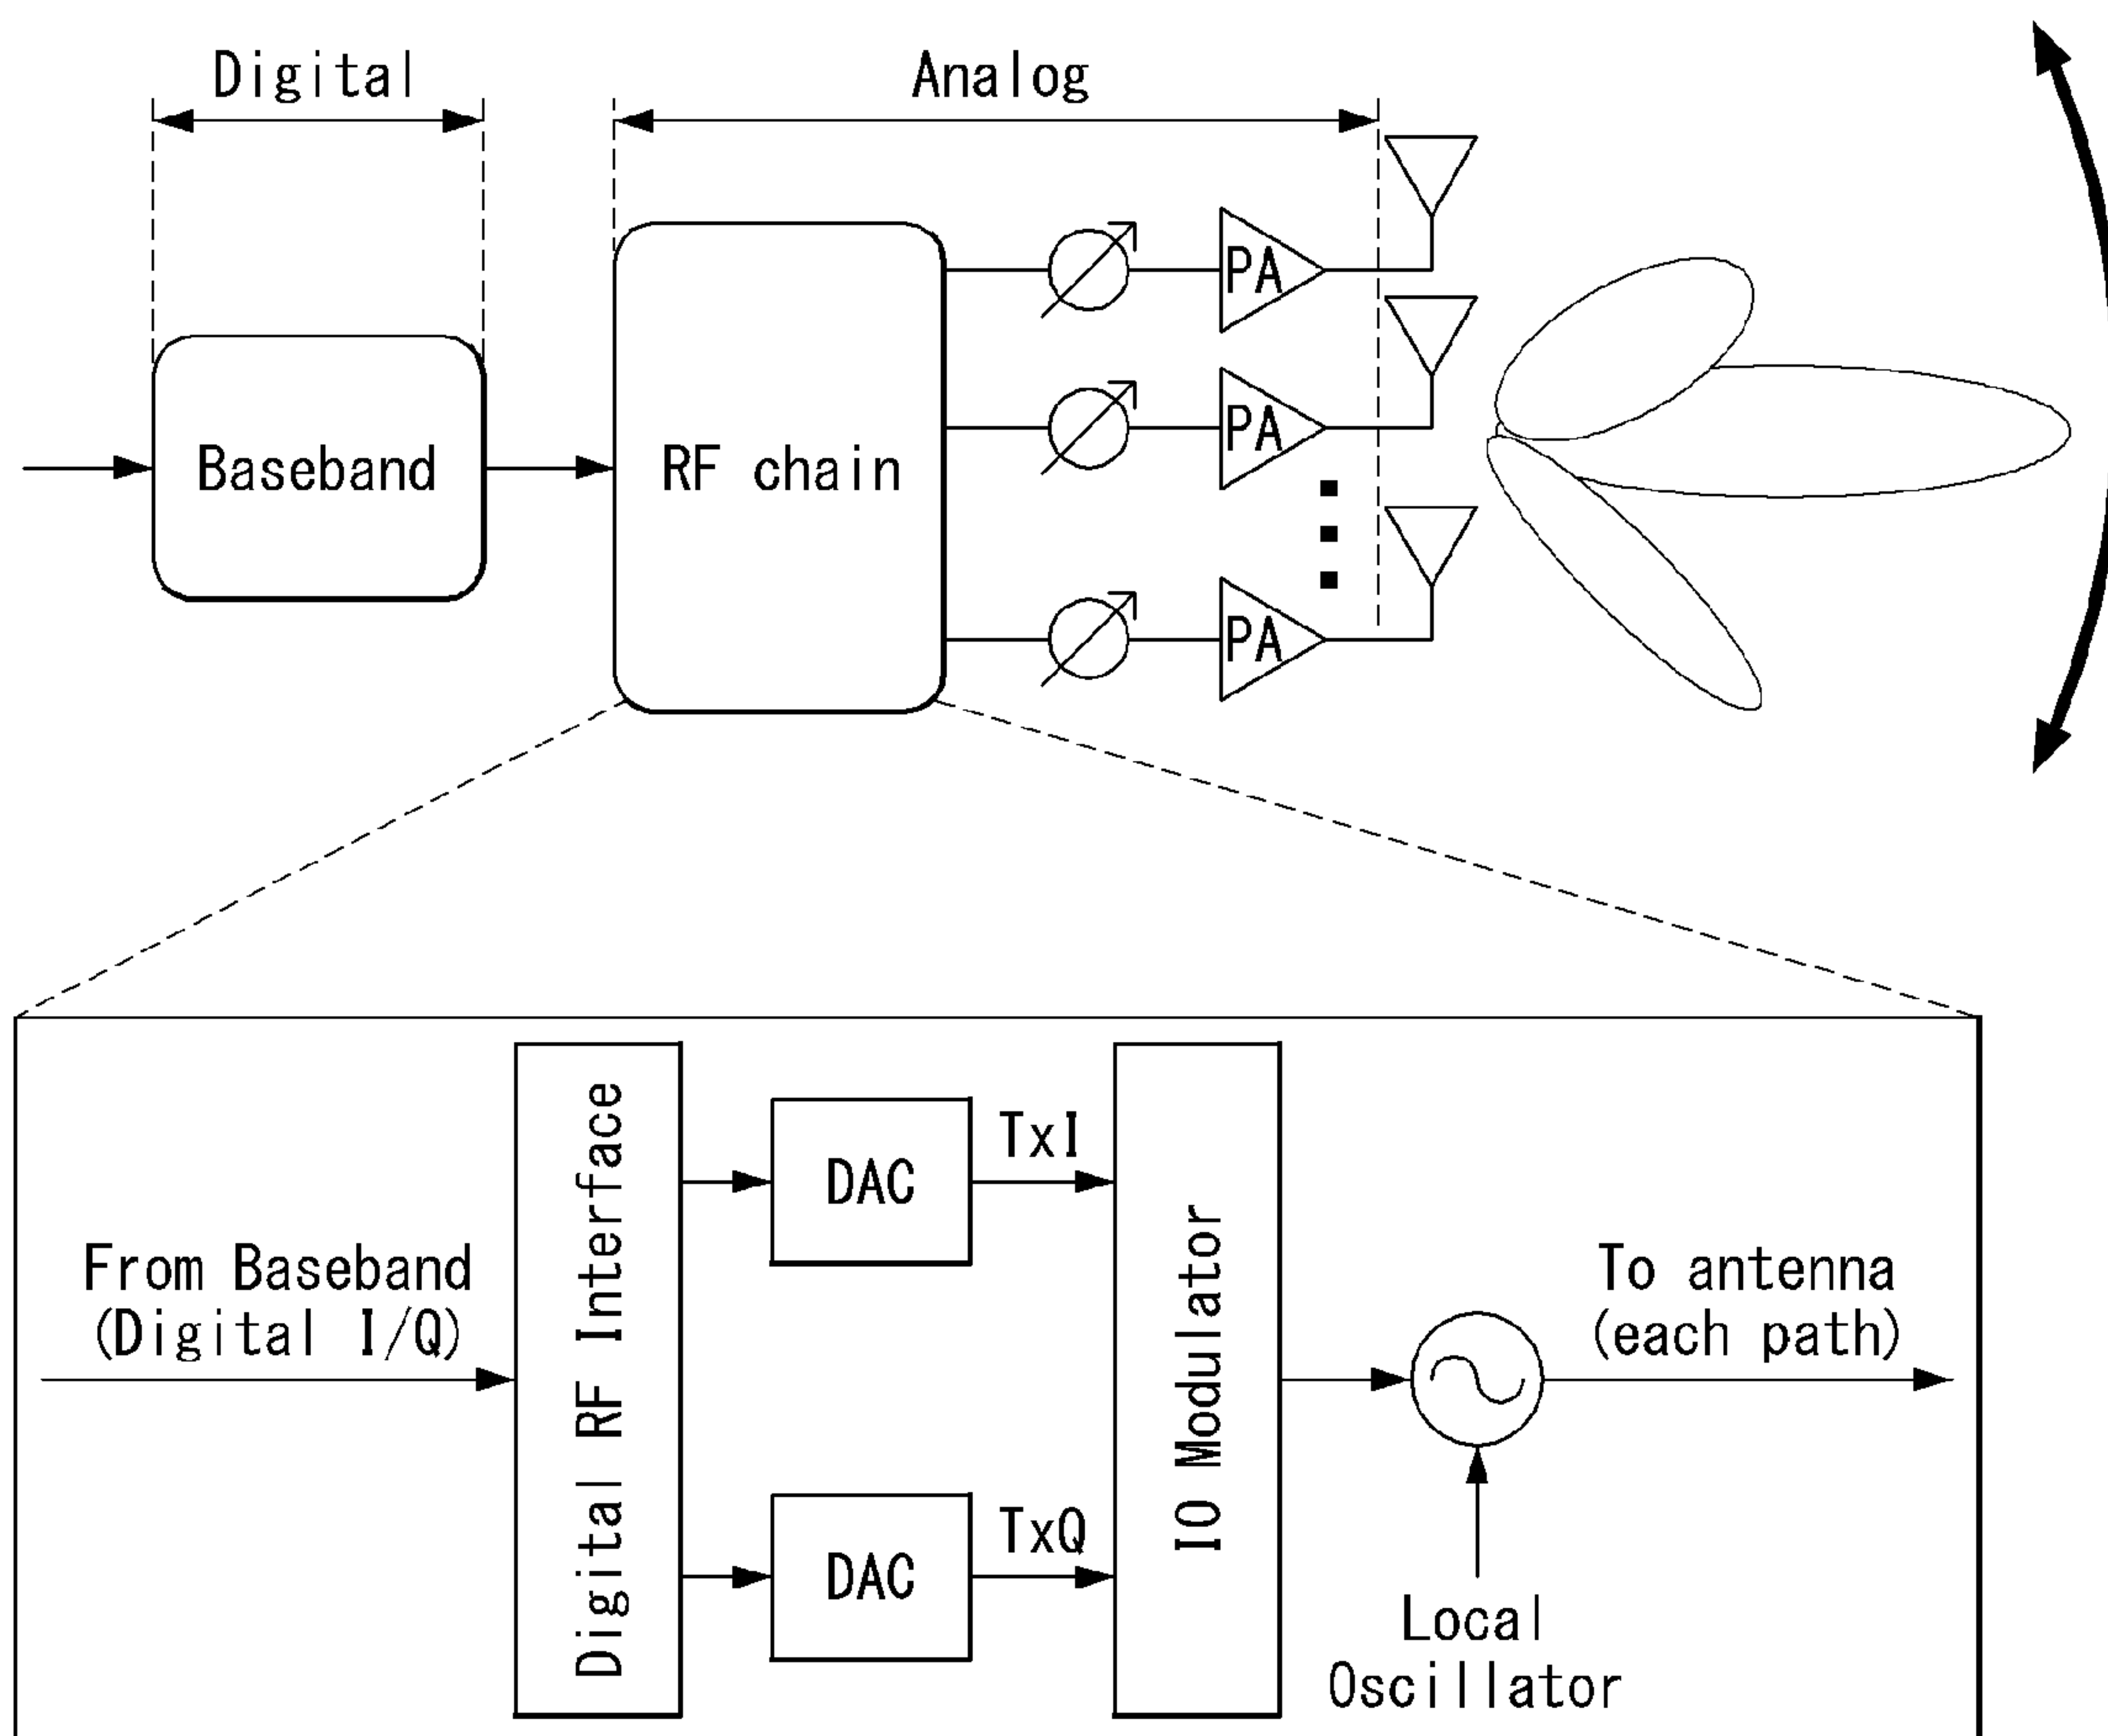 Digital
Analog
Baseband
RF chain
PA
PA
PA
Digital RF Interface
DAC
TxI
DAC
TxQ
IO Modulator
From Baseband
(Digital I/Q)
To antenna
(each path)
Local
Oscillator